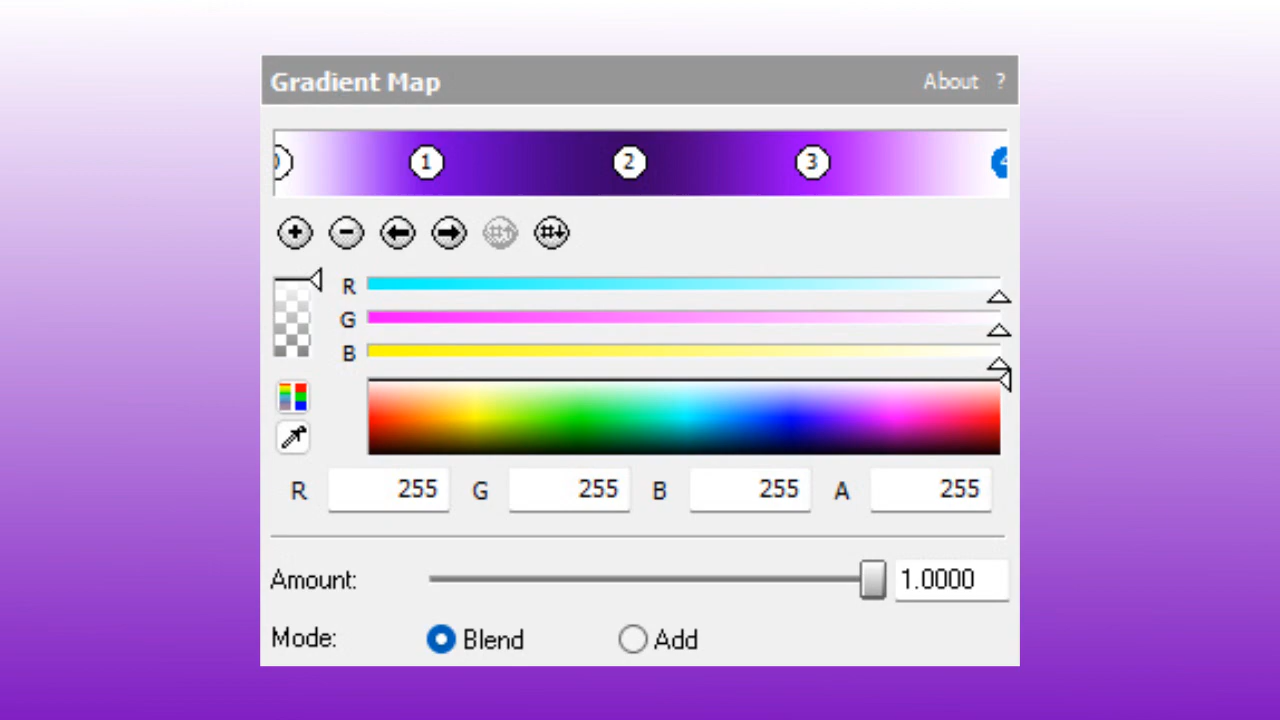 Gradient Map About ?
1 2 3
R
G
B
R 255 G 255 B 255 A 255
Amount: 1.0000
Mode: Blend Add